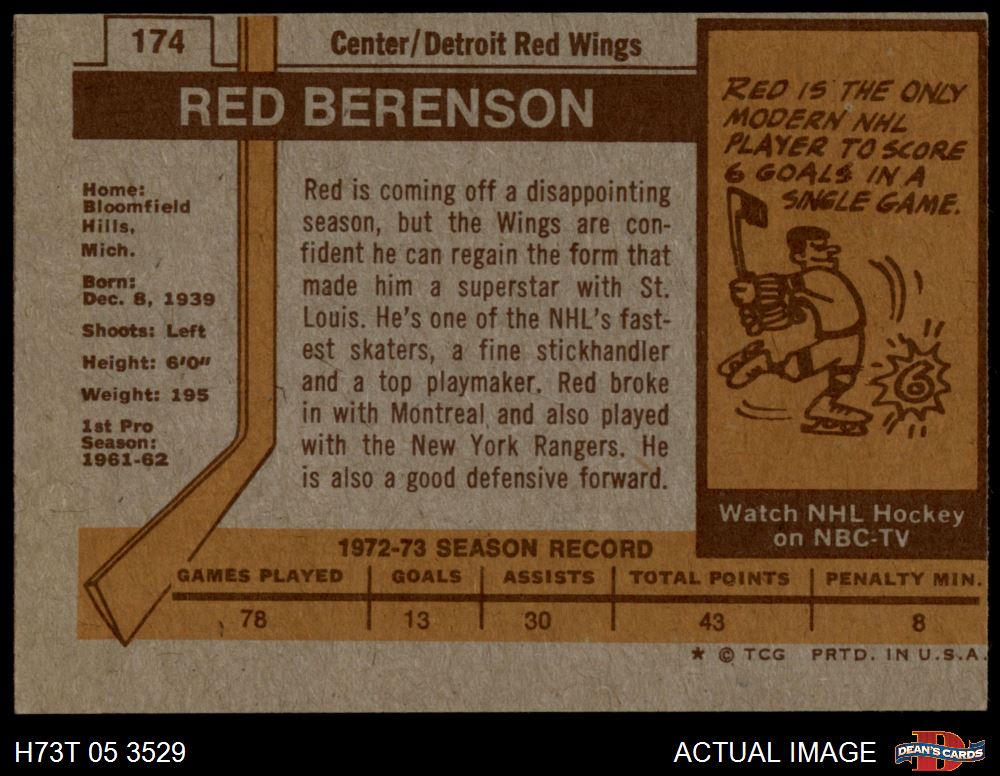 174
Center/Detroit Red Wings
RED BERENSON
Home:
Bloomfield
Hills,
Mich.
Born:
Dec. 8, 1939
Shoots: Left
Height: 6'0"
Weight: 195
1st Pro
Season:
1961-62
Red is coming off a disappointing
season, but the Wings are con-
fident he can regain the form that
made him a superstar with St.
Louis. He's one of the NHL's fast-
est skaters, a fine stickhandler
and a top playmaker. Red broke
in with Montreal and also played
with the New York Rangers. He
is also a good defensive forward.
RED IS THE ONLY
MODERN NHL
PLAYER TO SCORE
6 GOALS IN A
SINGLE GAME.
6
Watch NHL Hockey
on NBC-TV
1972-73 SEASON RECORD
GAMES PLAYED GOALS ASSISTS TOTAL POINTS PENALTY MIN.
78 13 30 43 8
* © TCG PRTD. IN U.S.A.
H73T 05 3529
ACTUAL IMAGE
DEAN'S CARDS